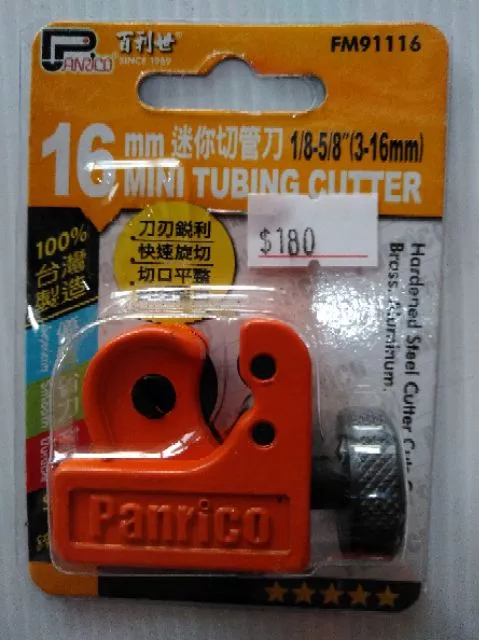 PANRICO 百利世®
SINCE 1969
FM91116
16 mm 迷你切管刀 1/8-5/8"(3-16mm)
MINI TUBING CUTTER
$180
100%
台灣
製造
刀刃銳利
快速旋切
切口平整
Hardened Steel Cutter Cuts
Brass, Aluminum.
Panrico